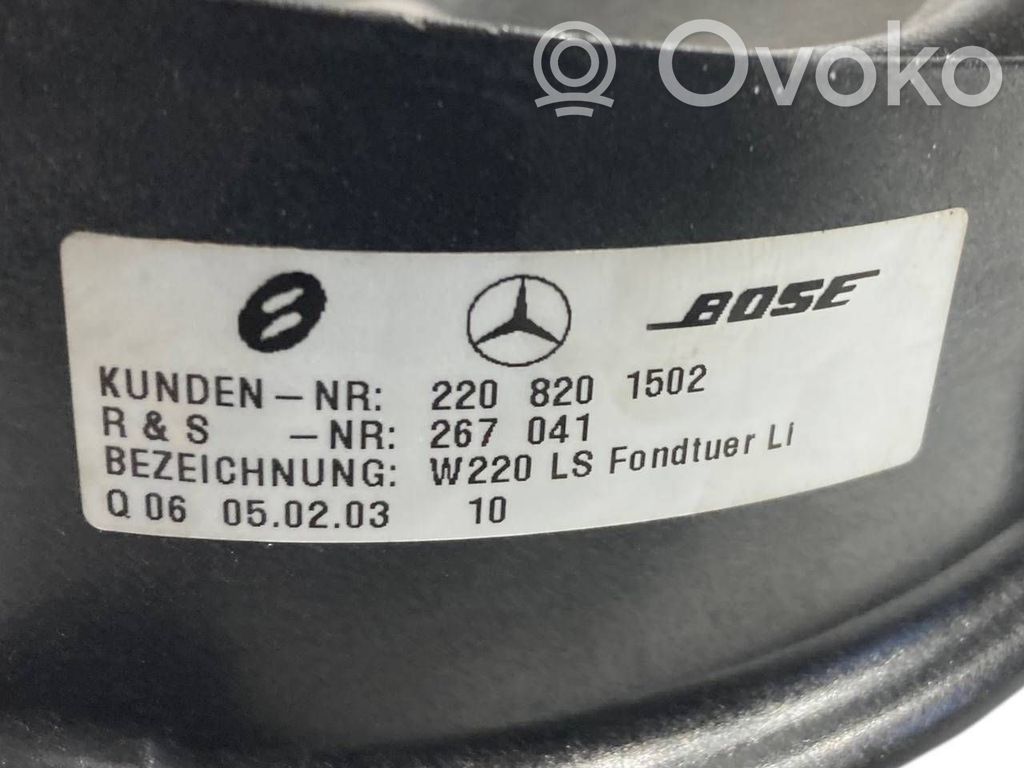 Ovoko
BOSE
KUNDEN-NR: 220 820 1502
R & S -NR: 267 041
BEZEICHNUNG: W220 LS Fondtuer Li
Q 06 05.02.03 10